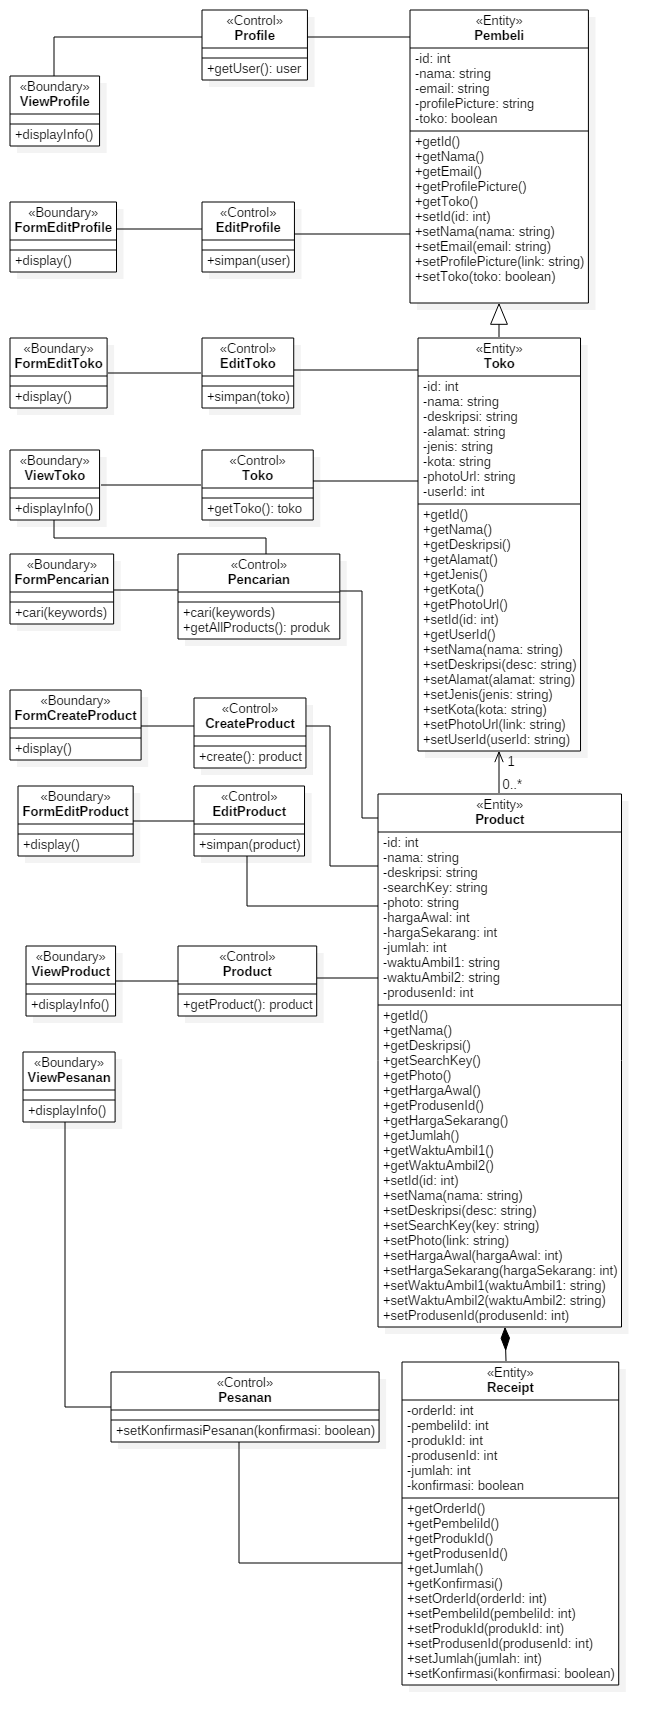 «Control»
Profile
+getUser(): user
«Entity»
Pembeli
-id: int
-nama: string
-email: string
-profilePicture: string
-toko: boolean
+getId()
+getNama()
+getEmail()
+getProfilePicture()
+getToko()
+setId(id: int)
+setNama(nama: string)
+setEmail(email: string)
+setProfilePicture(link: string)
+setToko(toko: boolean)
«Boundary»
ViewProfile
+displayInfo()
«Boundary»
FormEditProfile
+display()
«Control»
EditProfile
+simpan(user)
«Boundary»
FormEditToko
+display()
«Control»
EditToko
+simpan(toko)
«Entity»
Toko
-id: int
-nama: string
-deskripsi: string
-alamat: string
-jenis: string
-kota: string
-photoUrl: string
-userId: int
+getId()
+getNama()
+getDeskripsi()
+getAlamat()
+getJenis()
+getKota()
+getPhotoUrl()
+setId(id: int)
+getUserId()
+setNama(nama: string)
+setDeskripsi(desc: string)
+setAlamat(alamat: string)
+setJenis(jenis: string)
+setKota(kota: string)
+setPhotoUrl(link: string)
+setUserId(userId: string)
«Boundary»
ViewToko
+displayInfo()
«Control»
Toko
+getToko(): toko
«Boundary»
FormPencarian
+cari(keywords)
«Control»
Pencarian
+cari(keywords)
+getAllProducts(): produk
«Boundary»
FormCreateProduct
+display()
«Control»
CreateProduct
+create(): product
1
0..*
«Boundary»
FormEditProduct
+display()
«Control»
EditProduct
+simpan(product)
«Entity»
Product
-id: int
-nama: string
-deskripsi: string
-searchKey: string
-photo: string
-hargaAwal: int
-hargaSekarang: int
-jumlah: int
-waktuAmbil1: string
-waktuAmbil2: string
-produsenId: int
+getId()
+getNama()
+getDeskripsi()
+getSearchKey()
+getPhoto()
+getHargaAwal()
+getProdusenId()
+getHargaSekarang()
+getJumlah()
+getWaktuAmbil1()
+getWaktuAmbil2()
+setId(id: int)
+setNama(nama: string)
+setDeskripsi(desc: string)
+setSearchKey(key: string)
+setPhoto(link: string)
+setHargaAwal(hargaAwal: int)
+setHargaSekarang(hargaSekarang: int)
+setWaktuAmbil1(waktuAmbil1: string)
+setWaktuAmbil2(waktuAmbil2: string)
+setProdusenId(produsenId: int)
«Boundary»
ViewProduct
+displayInfo()
«Control»
Product
+getProduct(): product
«Boundary»
ViewPesanan
+displayInfo()
«Control»
Pesanan
+setKonfirmasiPesanan(konfirmasi: boolean)
«Entity»
Receipt
-orderId: int
-pembeliId: int
-produkId: int
-produsenId: int
-jumlah: int
-konfirmasi: boolean
+getOrderId()
+getPembeliId()
+getProdukId()
+getProdusenId()
+getJumlah()
+getKonfirmasi()
+setOrderId(orderId: int)
+setPembeliId(pembeliId: int)
+setProdukId(produkId: int)
+setProdusenId(produsenId: int)
+setJumlah(jumlah: int)
+setKonfirmasi(konfirmasi: boolean)